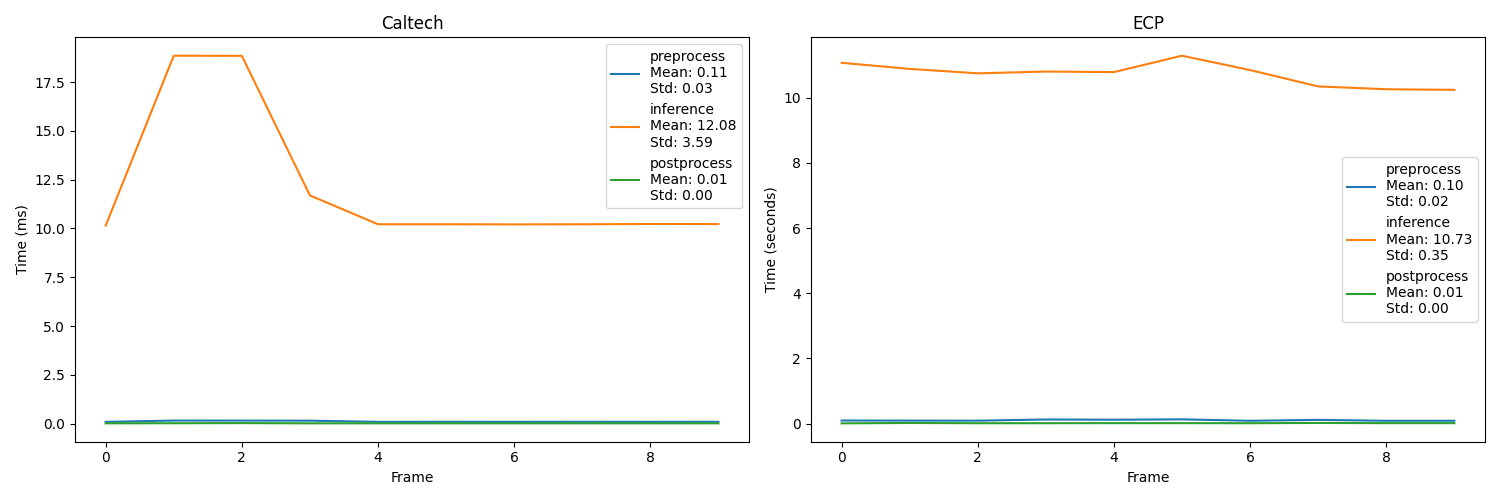 Caltech
17.5
15.0
12.5
10.0
7.5
5.0
2.5
0.0
Time (ms)
0
2
4
6
8
Frame
preprocess
Mean: 0.11
Std: 0.03
inference
Mean: 12.08
Std: 3.59
postprocess
Mean: 0.01
Std: 0.00
ECP
10
8
6
4
2
0
Time (seconds)
0
2
4
6
8
Frame
preprocess
Mean: 0.10
Std: 0.02
inference
Mean: 10.73
Std: 0.35
postprocess
Mean: 0.01
Std: 0.00